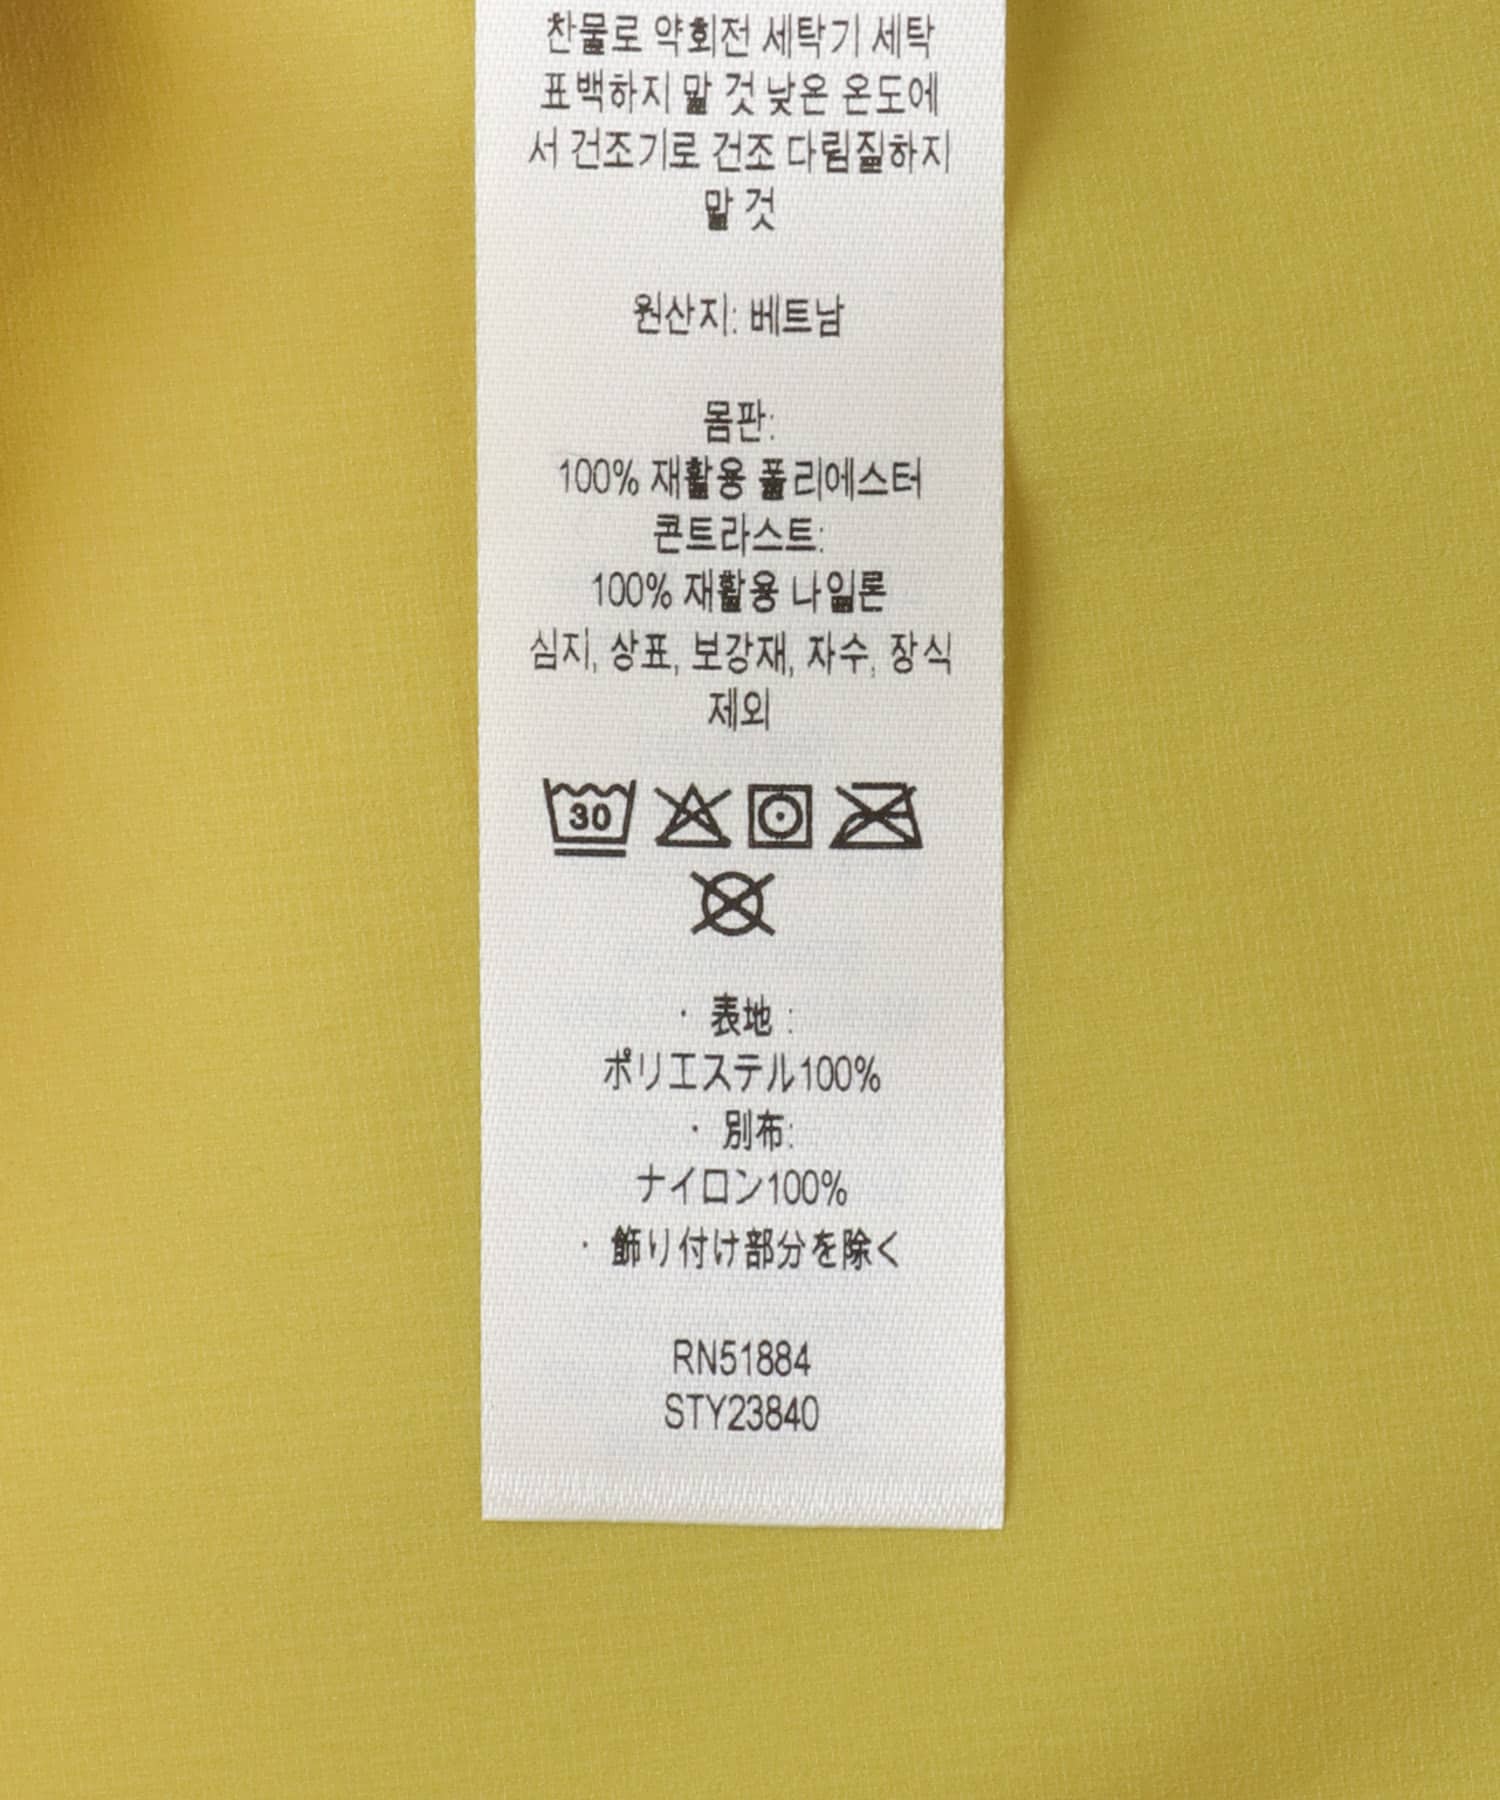 찬물로 약회전 세탁기 세탁
표백하지 말 것 낮은 온도에
서 건조기로 건조 다림질하지
말 것
원산지: 베트남
몸판:
100% 재활용 폴리에스터
콘트라스트:
100% 재활용 나일론
심지, 상표, 보강재, 자수, 장식
제외
30
· 表地 :
ポリエステル100%
· 別布:
ナイロン100%
· 飾り付け部分を除く
RN51884
STY23840